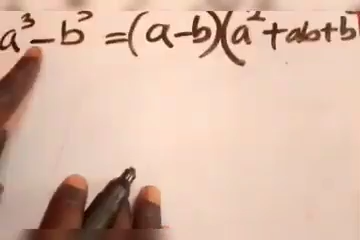 a³-b³ = (a-b)(a²+ab+b